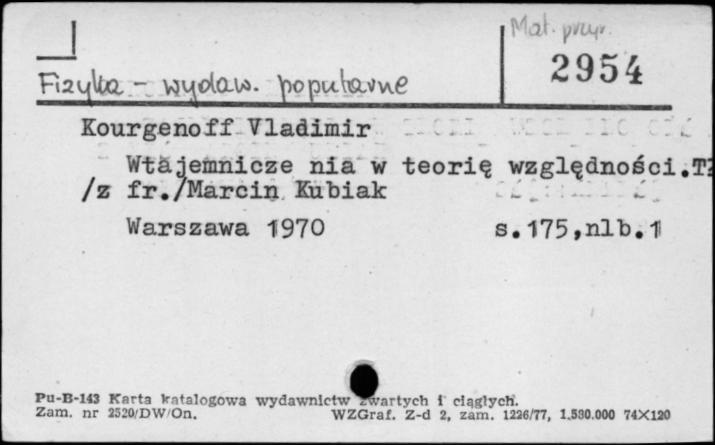 Mat. przyr.
2954
Fizyka - wydaw. popularne
Kourgenoff Vladimir
Wtajemnicze nia w teorię względności.Tł
/z fr./Marcin Kubiak
Warszawa 1970 s.175,nlb.1
Pu-B-143 Karta katalogowa wydawnictw zwartych i ciągłych.
Zam. nr 2520/DW/On. WZGraf. Z-d 2, zam. 1226/77, 1.580.000 74X120